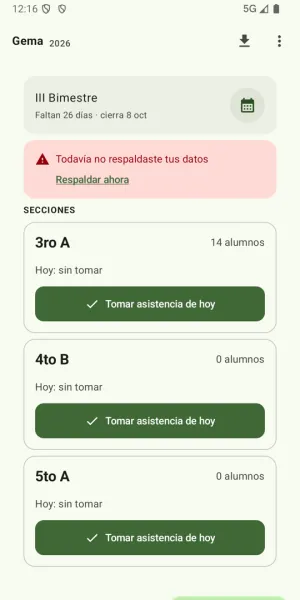 12:16
5G
Gema 2026
III Bimestre
Faltan 26 días · cierra 8 oct
Todavía no respaldaste tus datos
Respaldar ahora
SECCIONES
3ro A
14 alumnos
Hoy: sin tomar
Tomar asistencia de hoy
4to B
0 alumnos
Hoy: sin tomar
Tomar asistencia de hoy
5to A
0 alumnos
Hoy: sin tomar
Tomar asistencia de hoy